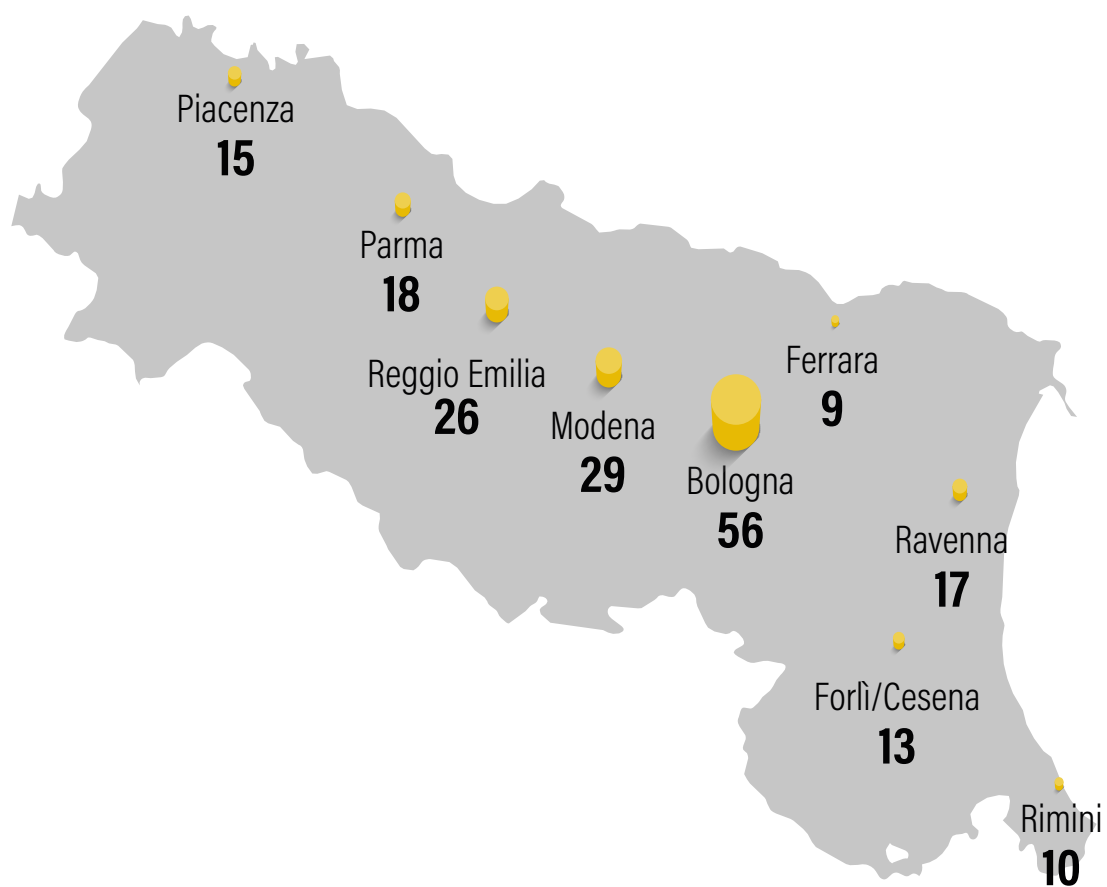 Piacenza
15
Parma
18
Reggio Emilia
26
Modena
29
Bologna
56
Ferrara
9
Ravenna
17
Forlì/Cesena
13
Rimini
10